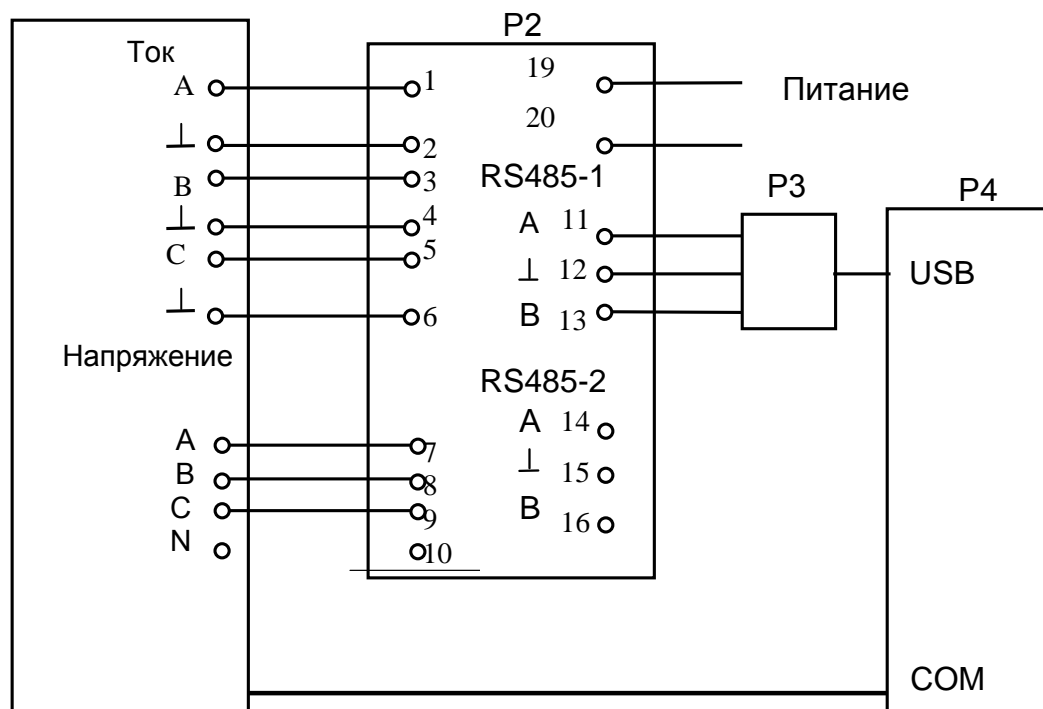 P2
Ток
A
⊥
B
⊥
C
⊥
Напряжение
A
B
C
N
1
2
3
4
5
6
7
8
9
10
19
20
RS485-1
A 11
⊥ 12
B 13
RS485-2
A 14
⊥ 15
B 16
Питание
P3
P4
USB
COM